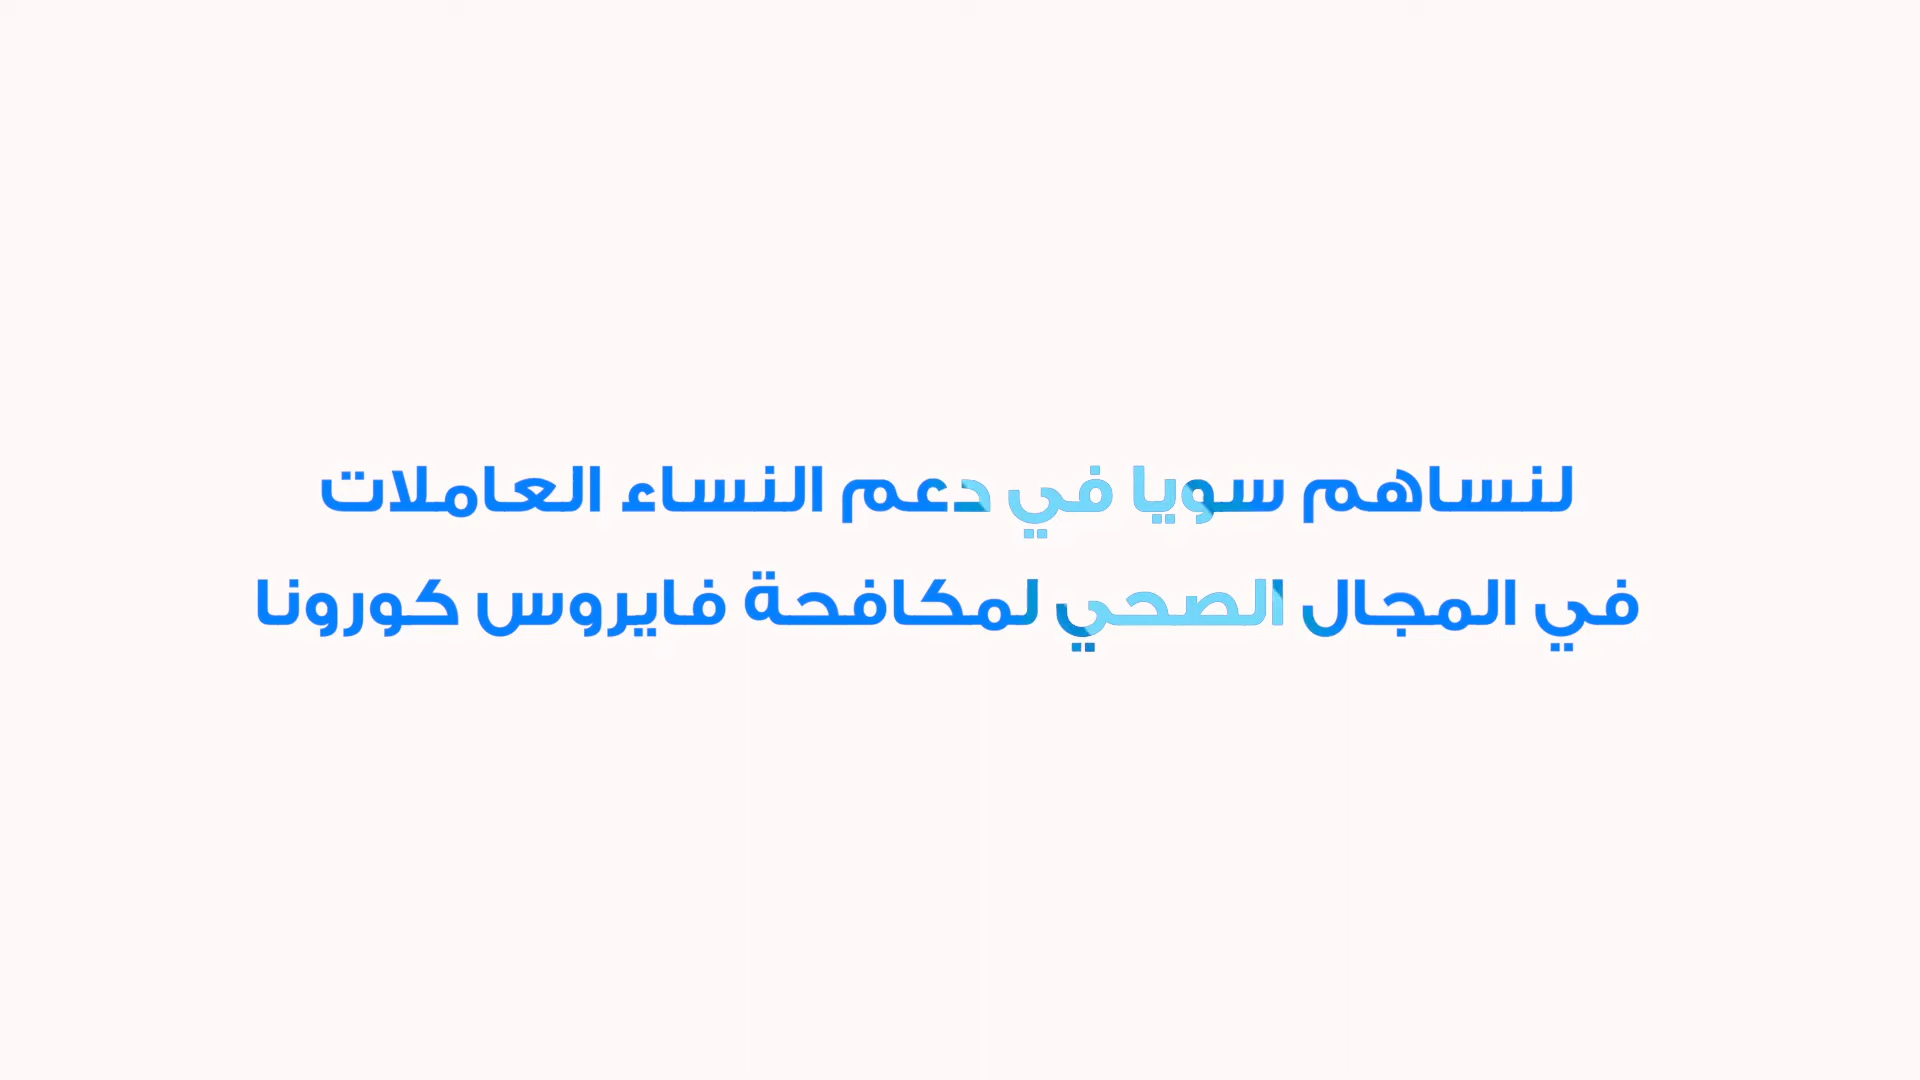 لنساهم سويا في دعم النساء العاملات
في المجال الصحي لمكافحة فايروس كورونا